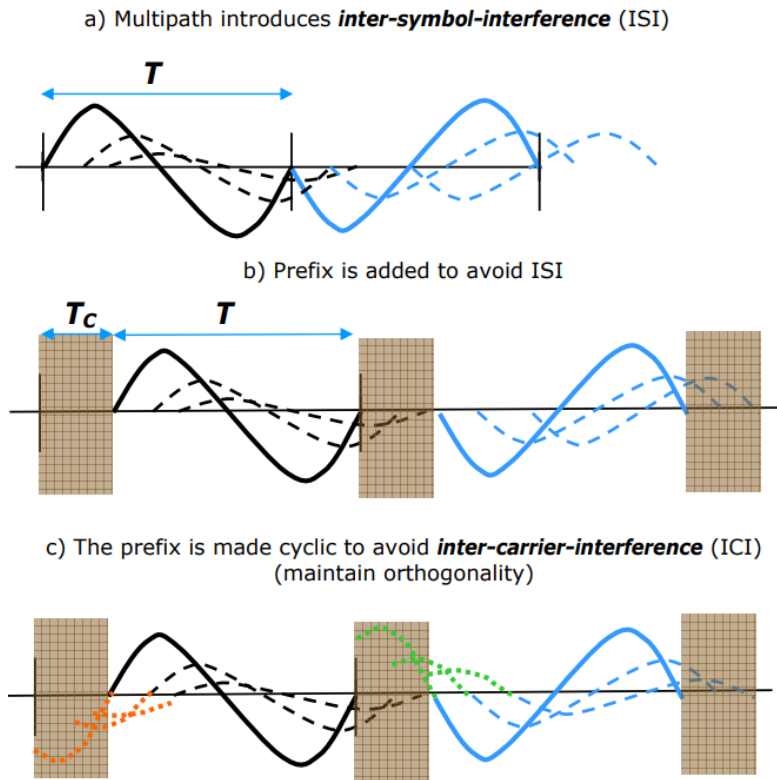 a) Multipath introduces inter-symbol-interference (ISI)
T
b) Prefix is added to avoid ISI
T_C T
c) The prefix is made cyclic to avoid inter-carrier-interference (ICI)
(maintain orthogonality)